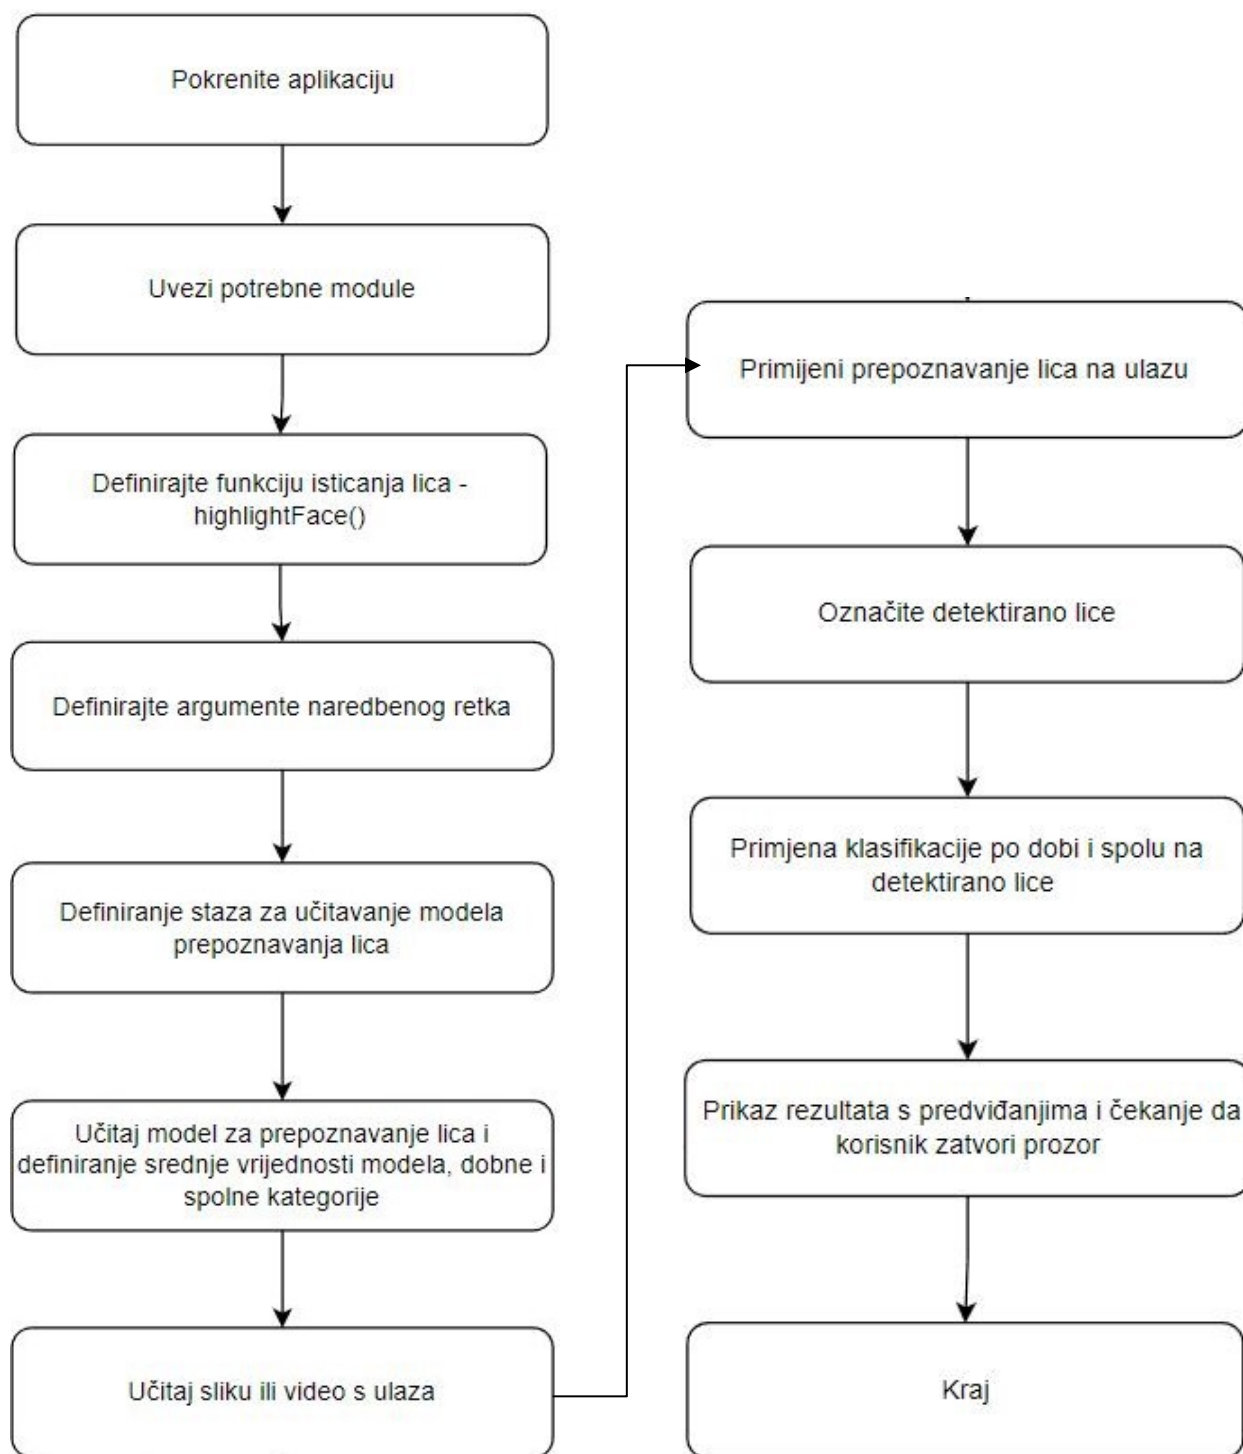 Pokrenite aplikaciju
Uvezi potrebne module
Definirajte funkciju isticanja lica -
highlightFace()
Definirajte argumente naredbenog retka
Definiranje staza za učitavanje modela
prepoznavanja lica
Učitaj model za prepoznavanje lica i
definiranje srednje vrijednosti modela, dobne i
spolne kategorije
Učitaj sliku ili video s ulaza
Primijeni prepoznavanje lica na ulazu
Označite detektirano lice
Primjena klasifikacije po dobi i spolu na
detektirano lice
Prikaz rezultata s predviđanjima i čekanje da
korisnik zatvori prozor
Kraj